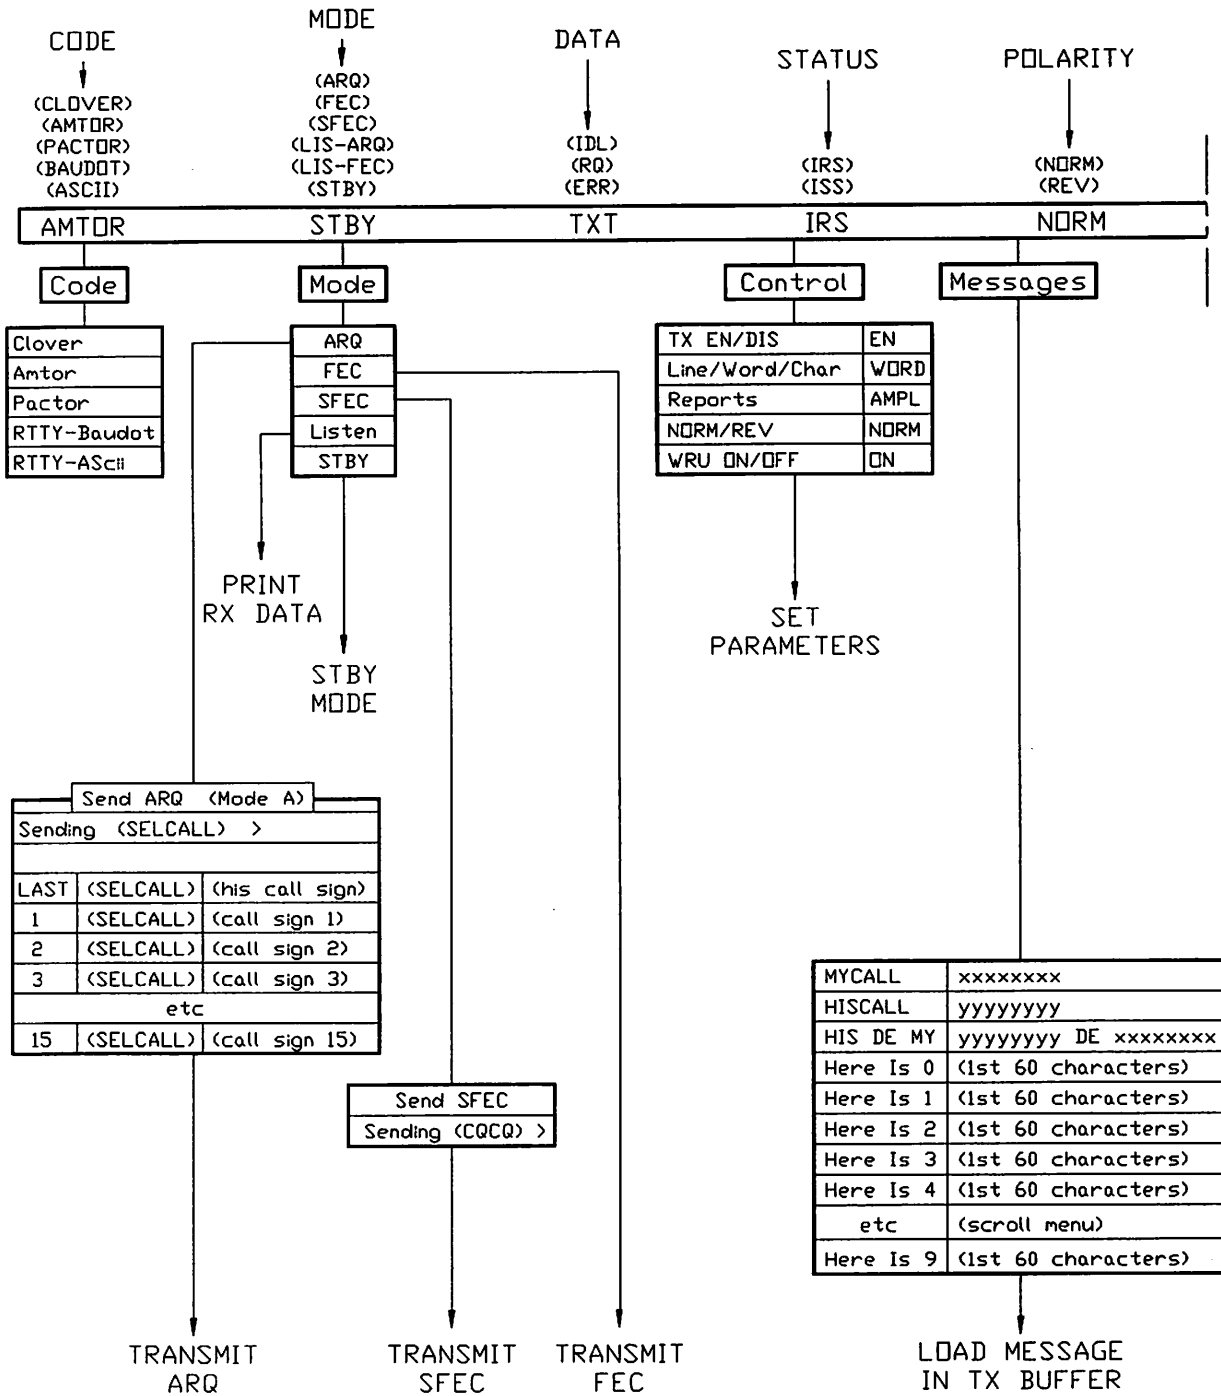 CODE
MODE
DATA
STATUS
POLARITY
(CLOVER)
(AMTOR)
(PACTOR)
(BAUDOT)
(ASCII)
(ARQ)
(FEC)
(SFEC)
(LIS-ARQ)
(LIS-FEC)
(STBY)
(IDL)
(RQ)
(ERR)
(IRS)
(ISS)
(NORM)
(REV)
AMTOR STBY TXT IRS NORM
Code
Mode
Control
Messages
Clover
Amtor
Pactor
RTTY-Baudot
RTTY-AScii
ARQ
FEC
SFEC
Listen
STBY
TX EN/DIS EN
Line/Word/Char WORD
Reports AMPL
NORM/REV NORM
WRU ON/OFF ON
PRINT
RX DATA
STBY
MODE
SET
PARAMETERS
Send ARQ (Mode A)
Sending (SELCALL) >
LAST (SELCALL) (his call sign)
1 (SELCALL) (call sign 1)
2 (SELCALL) (call sign 2)
3 (SELCALL) (call sign 3)
etc
15 (SELCALL) (call sign 15)
Send SFEC
Sending (CQCQ) >
MYCALL xxxxxxxx
HISCALL yyyyyyyy
HIS DE MY yyyyyyyy DE xxxxxxxx
Here Is 0 (1st 60 characters)
Here Is 1 (1st 60 characters)
Here Is 2 (1st 60 characters)
Here Is 3 (1st 60 characters)
Here Is 4 (1st 60 characters)
etc (scroll menu)
Here Is 9 (1st 60 characters)
TRANSMIT
ARQ
TRANSMIT
SFEC
TRANSMIT
FEC
LOAD MESSAGE
IN TX BUFFER